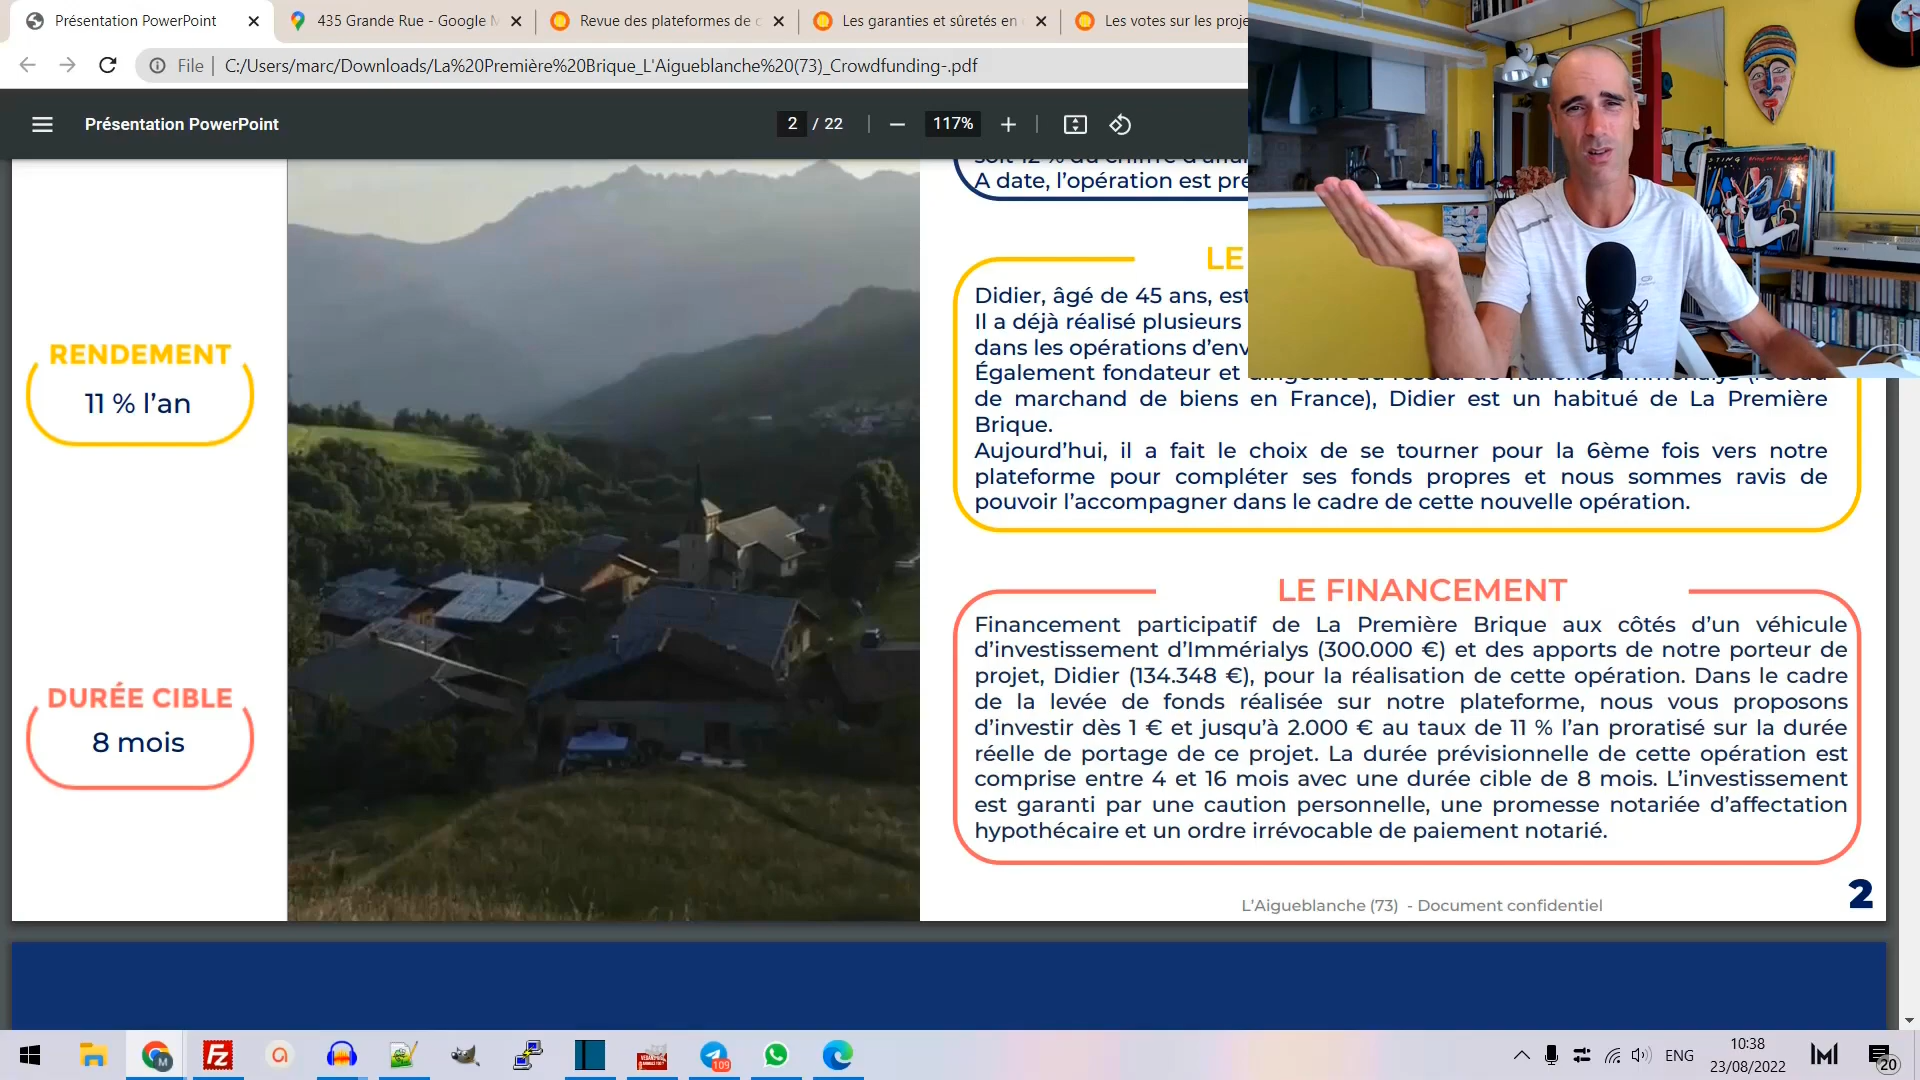 Présentation PowerPoint
435 Grande Rue - Google M
Revue des plateformes de c
Les garanties et sûretés en
Les votes sur les proje
File
C:/Users/marc/Downloads/La%20Première%20Brique_L'Aigueblanche%20(73)_Crowdfunding-.pdf
Présentation PowerPoint
2 / 22
117%
STING
RENDEMENT
11 % l'an
DURÉE CIBLE
8 mois
A date, l'opération est pré
LE
Didier, âgé de 45 ans, est
Il a déjà réalisé plusieurs
dans les opérations d'env
Également fondateur et
de marchand de biens en France), Didier est un habitué de La Première
Brique.
Aujourd'hui, il a fait le choix de se tourner pour la 6ème fois vers notre
plateforme pour compléter ses fonds propres et nous sommes ravis de
pouvoir l'accompagner dans le cadre de cette nouvelle opération.
LE FINANCEMENT
Financement participatif de La Première Brique aux côtés d'un véhicule
d'investissement d'Immérialys (300.000 €) et des apports de notre porteur de
projet, Didier (134.348 €), pour la réalisation de cette opération. Dans le cadre
de la levée de fonds réalisée sur notre plateforme, nous vous proposons
d'investir dès 1 € et jusqu'à 2.000 € au taux de 11 % l'an proratisé sur la durée
réelle de portage de ce projet. La durée prévisionnelle de cette opération est
comprise entre 4 et 16 mois avec une durée cible de 8 mois. L'investissement
est garanti par une caution personnelle, une promesse notariée d'affectation
hypothécaire et un ordre irrévocable de paiement notarié.
L'Aigueblanche (73) - Document confidentiel
2
109
ENG
10:38
23/08/2022
20